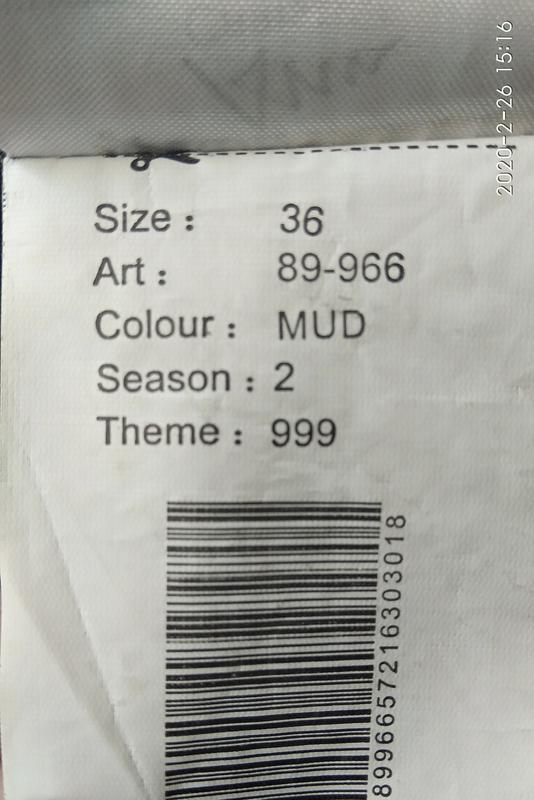 2020-2-26 15:16
Size : 36
Art : 89-966
Colour : MUD
Season : 2
Theme : 999
8996657216303018